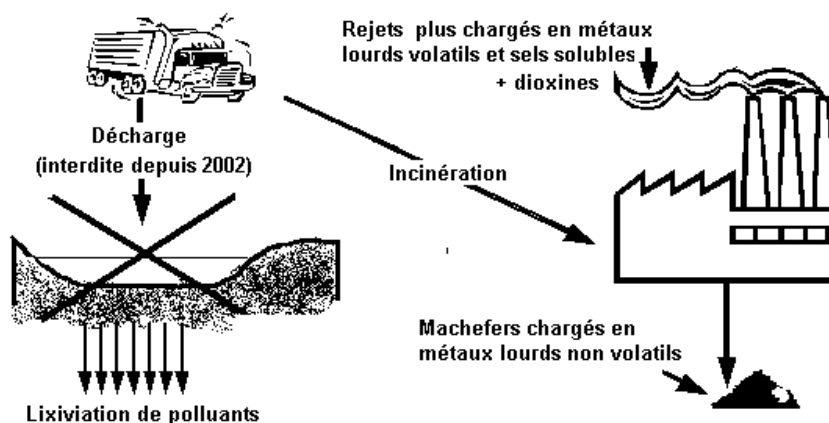 Rejets plus chargés en métaux
lourds volatils et sels solubles
+ dioxines
Décharge
(interdite depuis 2002)
Incinération
Machefers chargés en
métaux lourds non volatils
Lixiviation de polluants